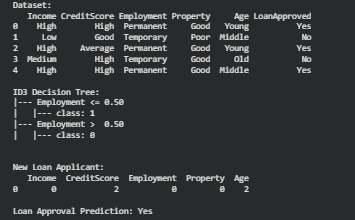 Dataset:
Income CreditScore Employment Property Age LoanApproved
0 High High Permanent Good Young Yes
1 Low Good Temporary Poor Middle No
2 High Average Permanent Good Young Yes
3 Medium High Temporary Good Old No
4 High High Permanent Good Middle Yes
ID3 Decision Tree:
|--- Employment <= 0.50
|   |--- class: 1
|--- Employment >  0.50
|   |--- class: 0
New Loan Applicant:
Income CreditScore Employment Property Age
0 0 2 0 0 2
Loan Approval Prediction: Yes